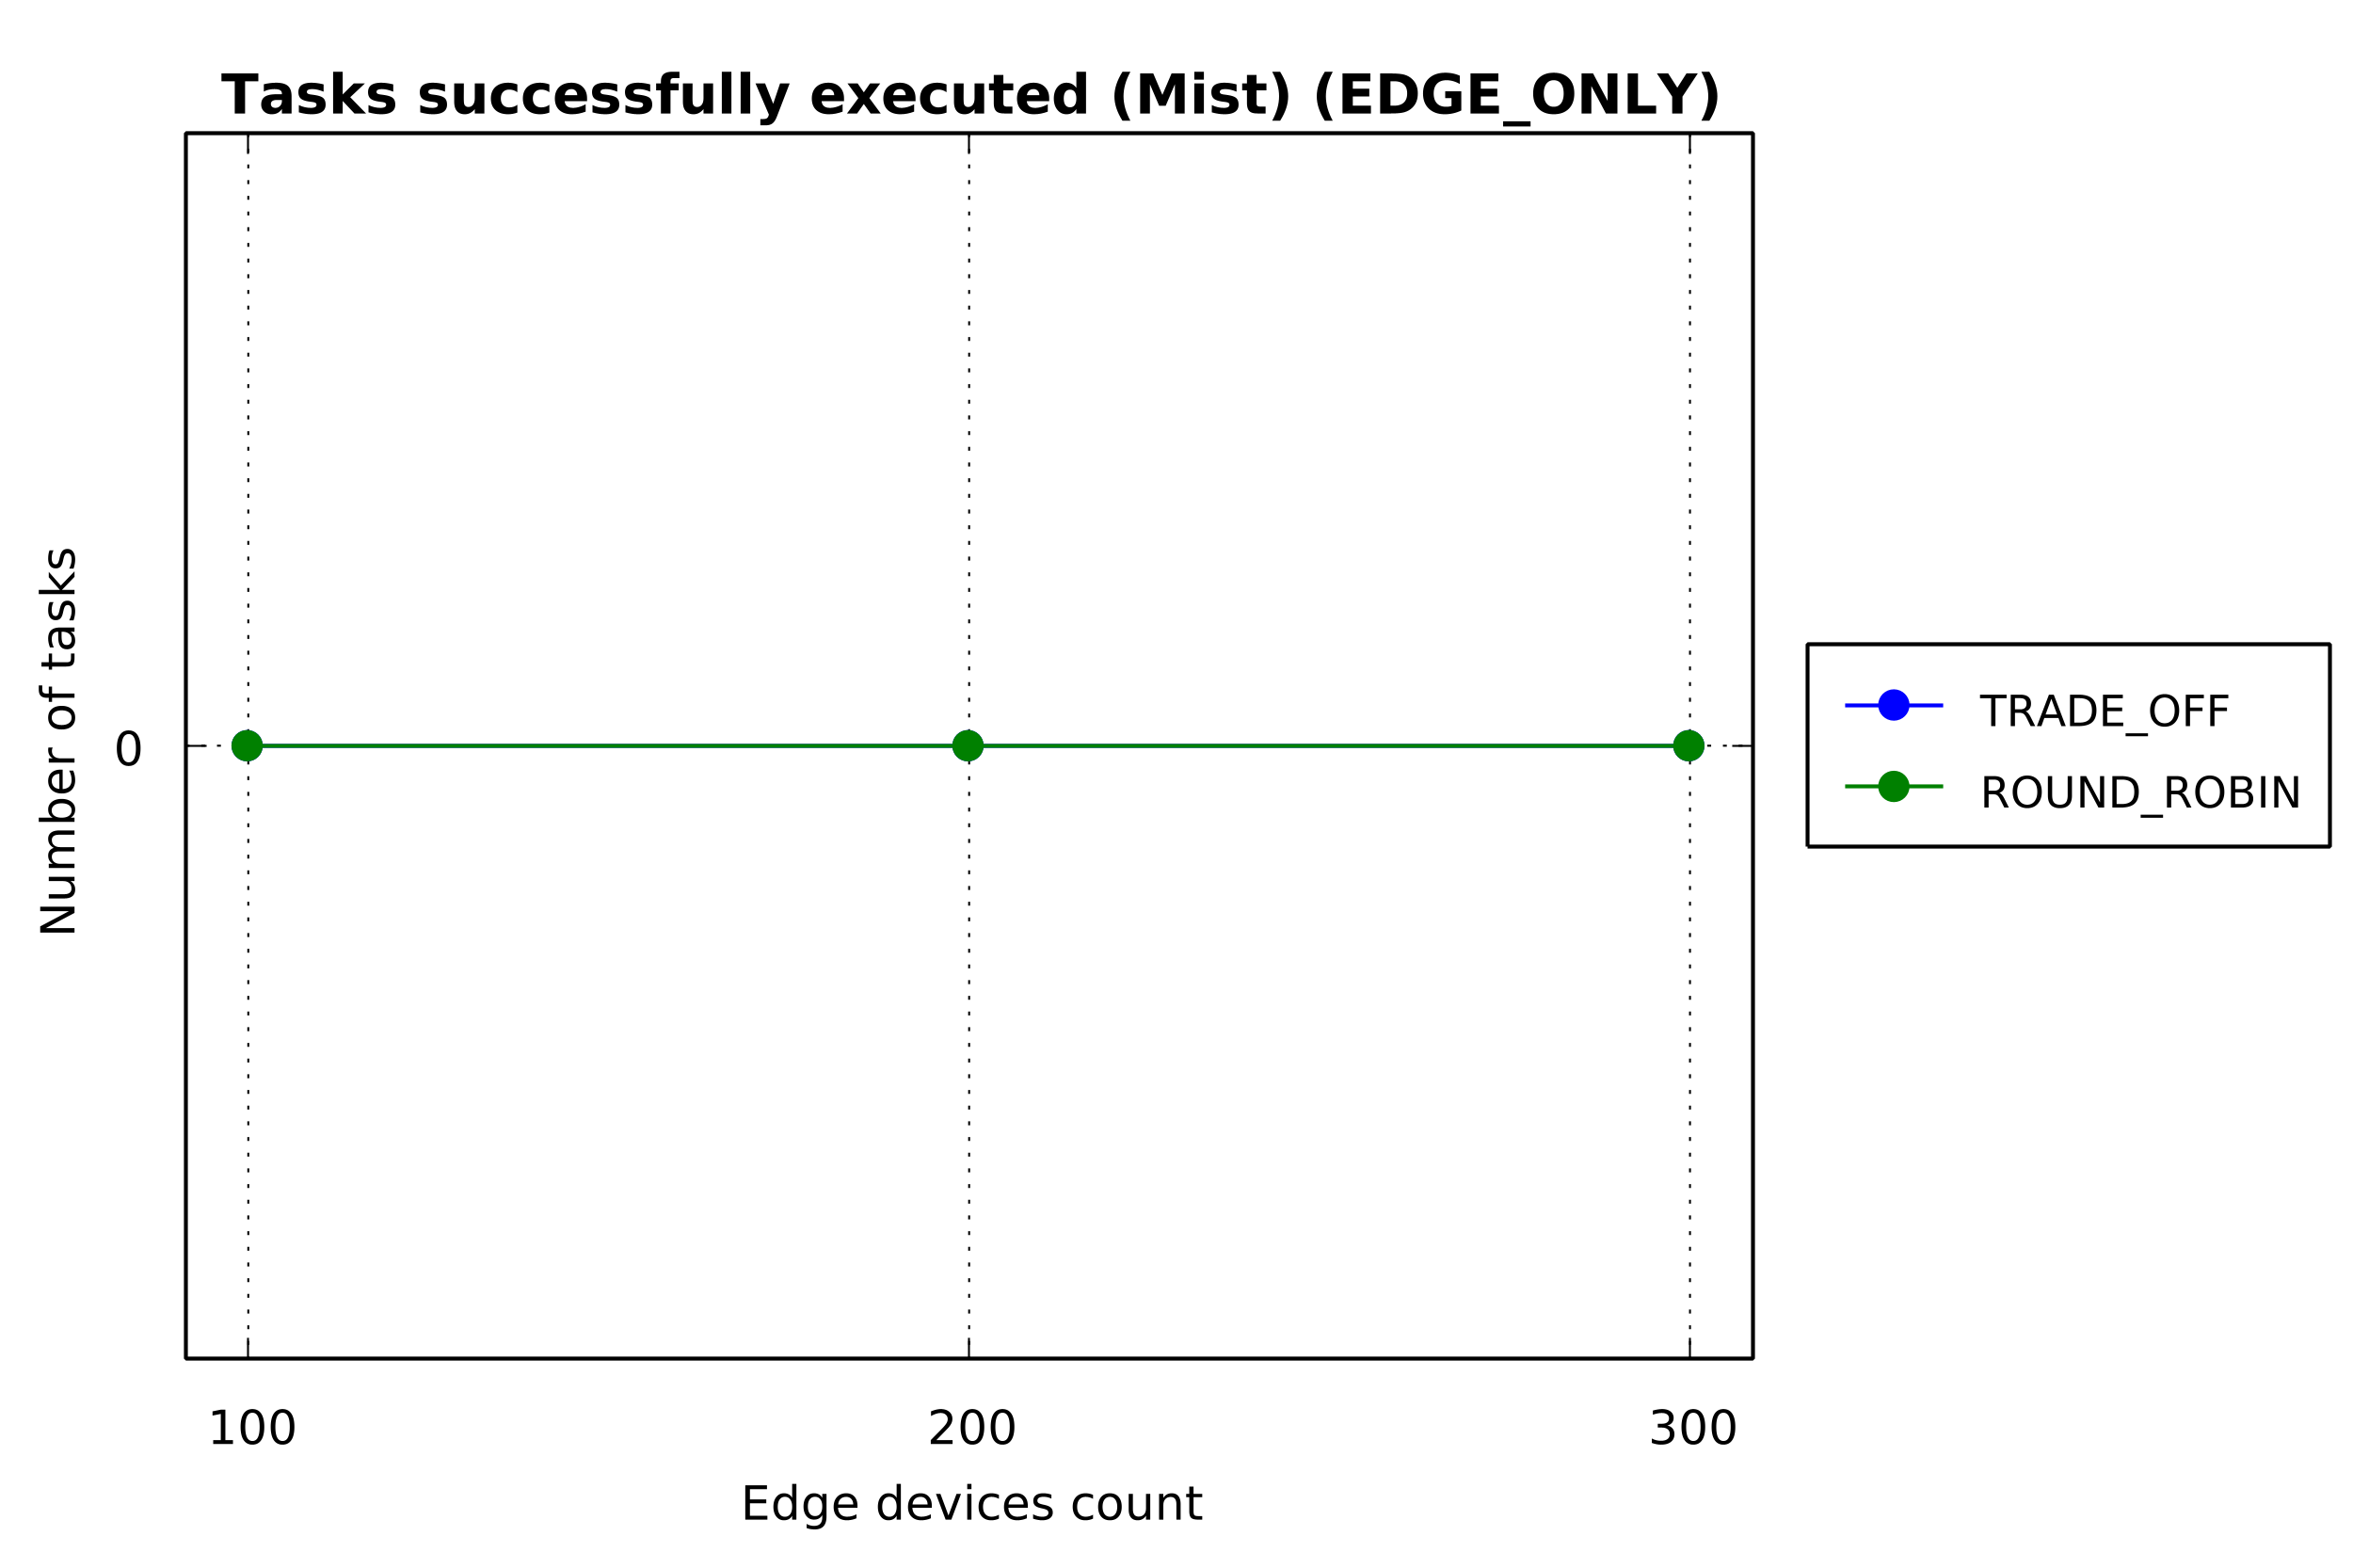 Tasks successfully executed (Mist) (EDGE_ONLY)
Number of tasks
0
TRADE_OFF
ROUND_ROBIN
100 200 300
Edge devices count